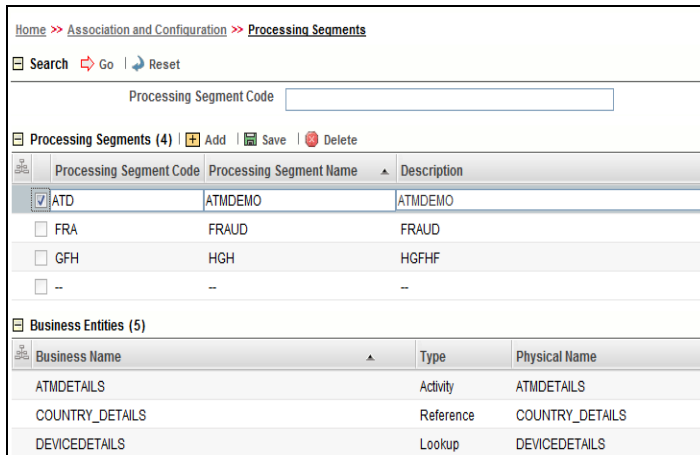 Home >> Association and Configuration >> Processing Segments
Search Go | Reset
Processing Segment Code
Processing Segments (4) | Add | Save | Delete
Processing Segment Code Processing Segment Name Description
ATD ATMDEMO ATMDEMO
FRA FRAUD FRAUD
GFH HGH HGFHF
-- -- --
Business Entities (5)
Business Name Type Physical Name
ATMDETAILS Activity ATMDETAILS
COUNTRY_DETAILS Reference COUNTRY_DETAILS
DEVICEDETAILS Lookup DEVICEDETAILS